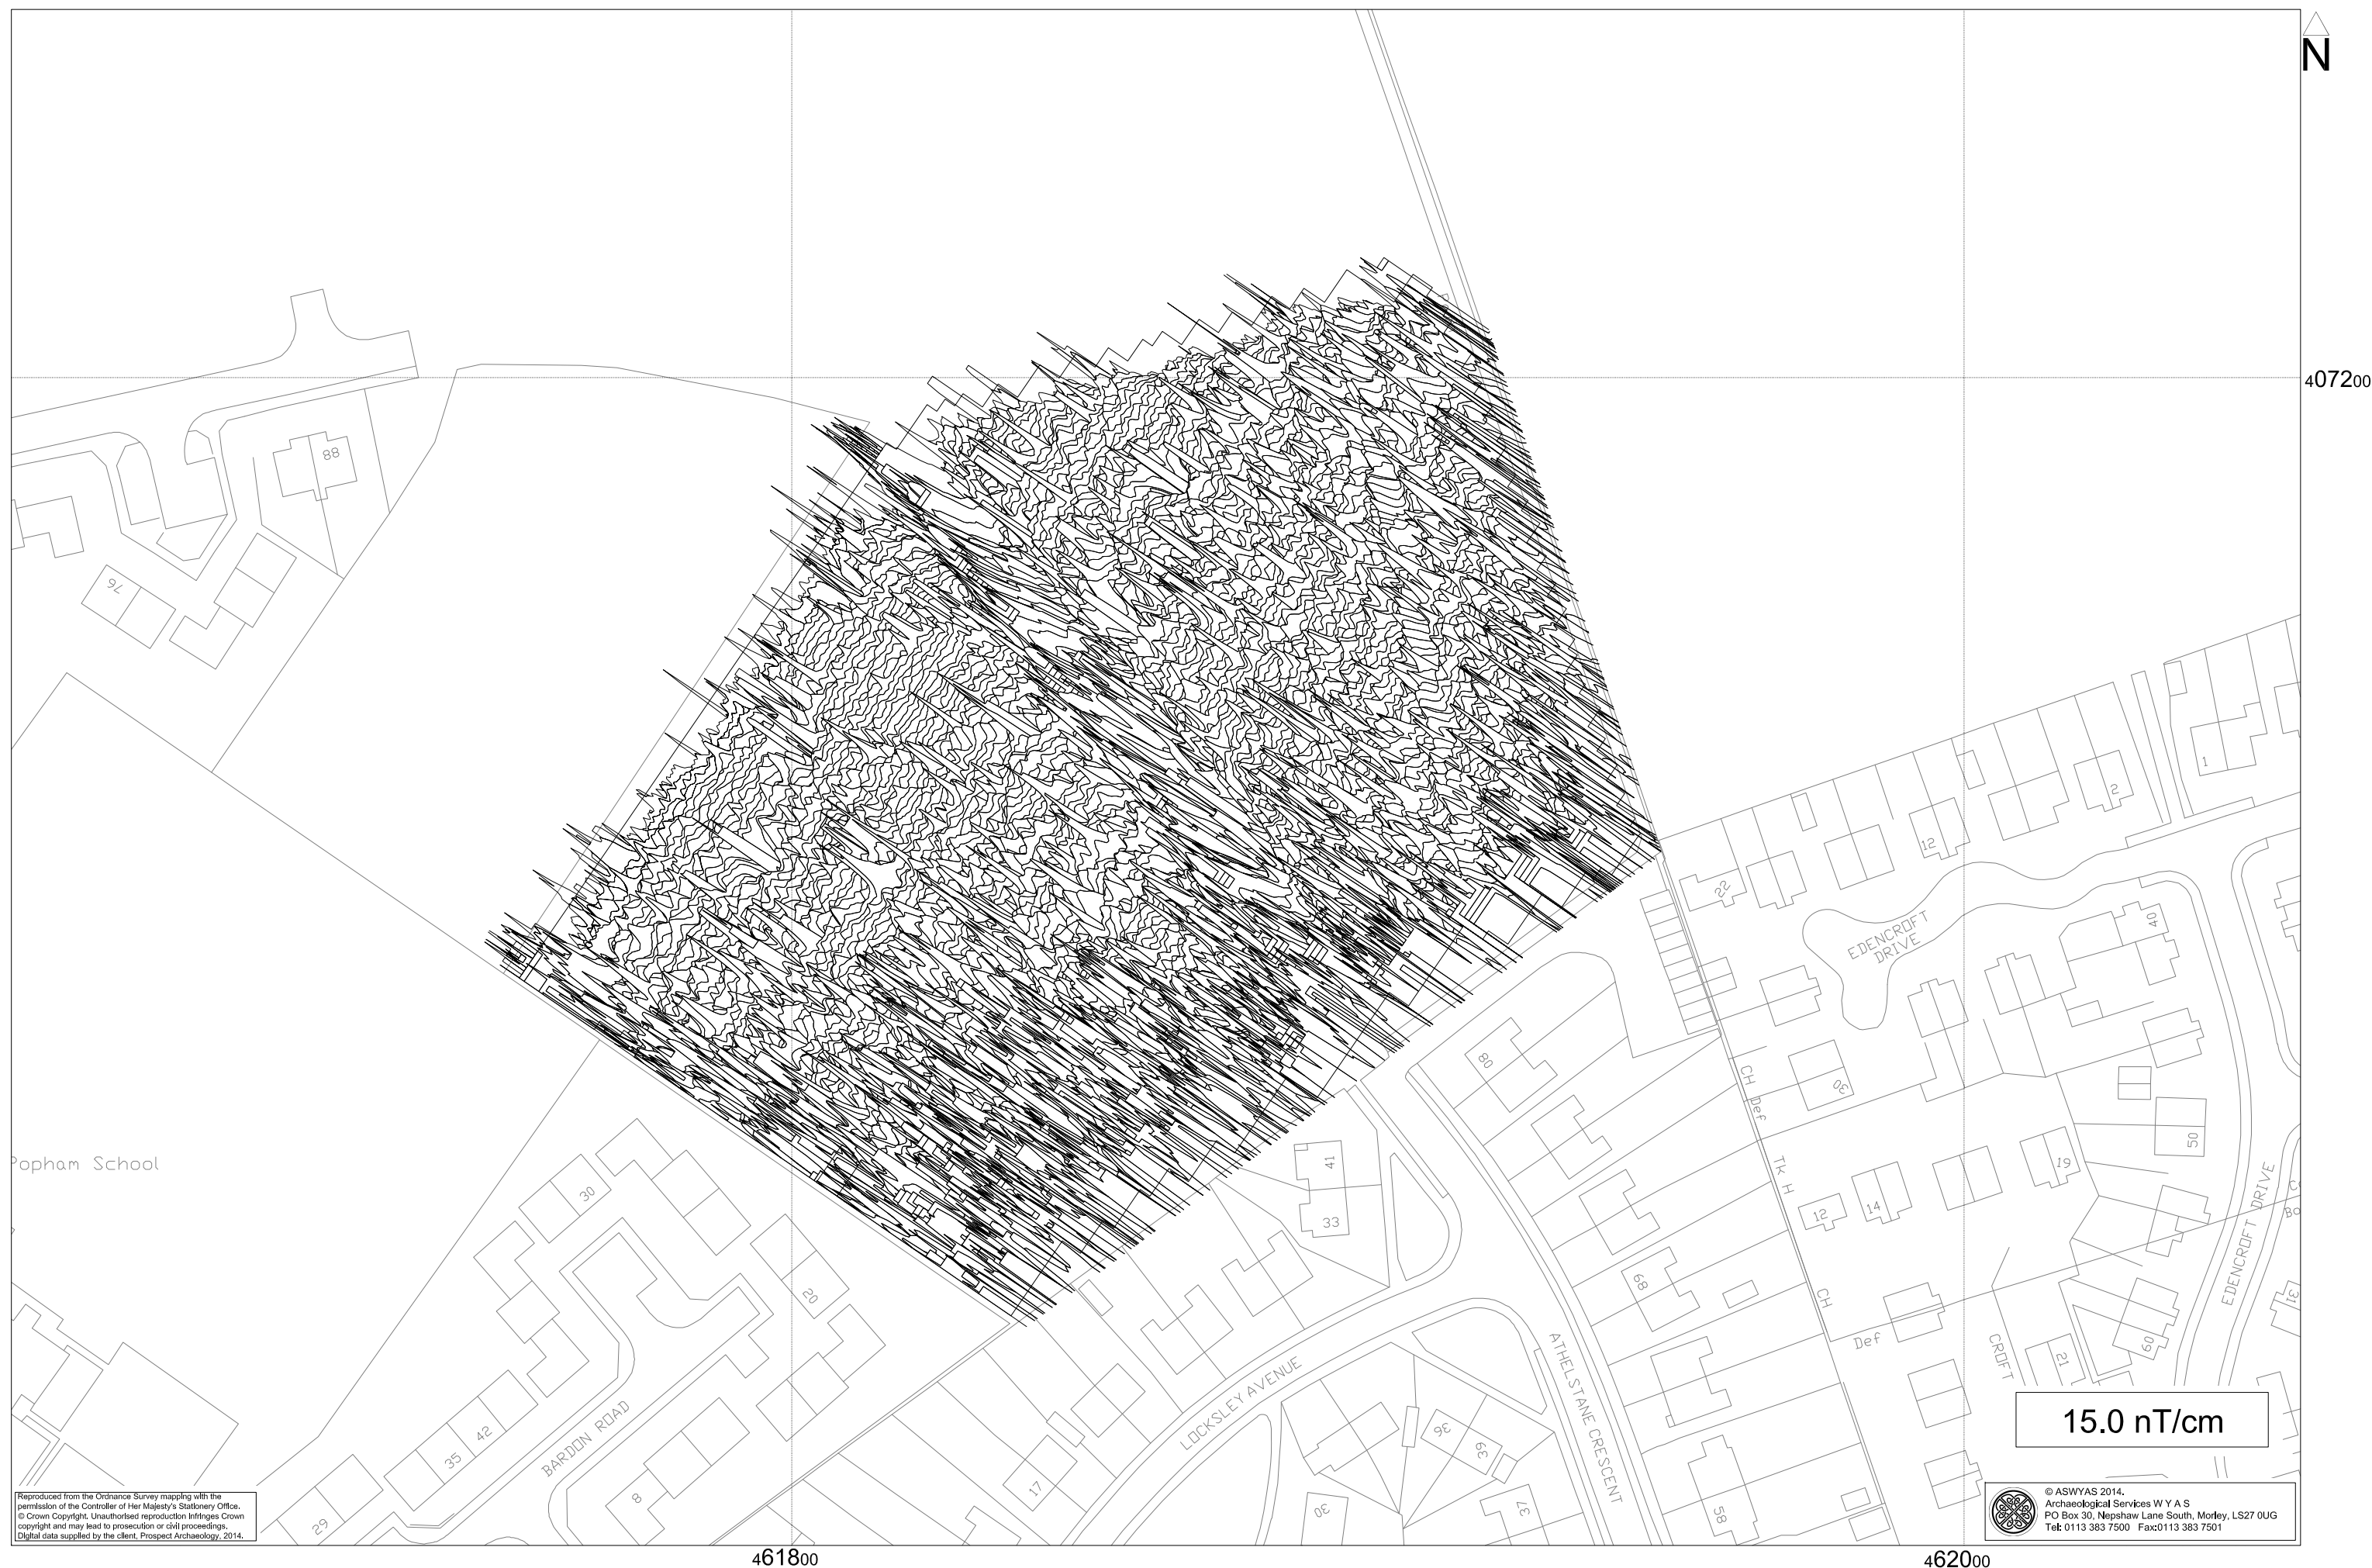 N
407200
88
76
1
2
12
22
40
EDENCROFT
DRIVE
80
30
CH
Def
50
Popham School
41
19
Tk H
30
14
12
33
EDENCROFT DRIVE
20
68
CH
31
Def
60
CROFT
21
LOCKSLEY AVENUE
ATHELSTANE CRESCENT
15.0 nT/cm
BARDON ROAD
42
36
39
35
17
8
30
37
58
29
Reproduced from the Ordnance Survey mapping with the
permission of the Controller of Her Majesty's Stationery Office.
© Crown Copyright. Unauthorised reproduction infringes Crown
copyright and may lead to prosecution or civil proceedings.
Digital data supplied by the client, Prospect Archaeology, 2014.
© ASWYAS 2014.
Archaeological Services W Y A S
PO Box 30, Nepshaw Lane South, Morley, LS27 0UG
Tel: 0113 383 7500 Fax:0113 383 7501
461800
462000